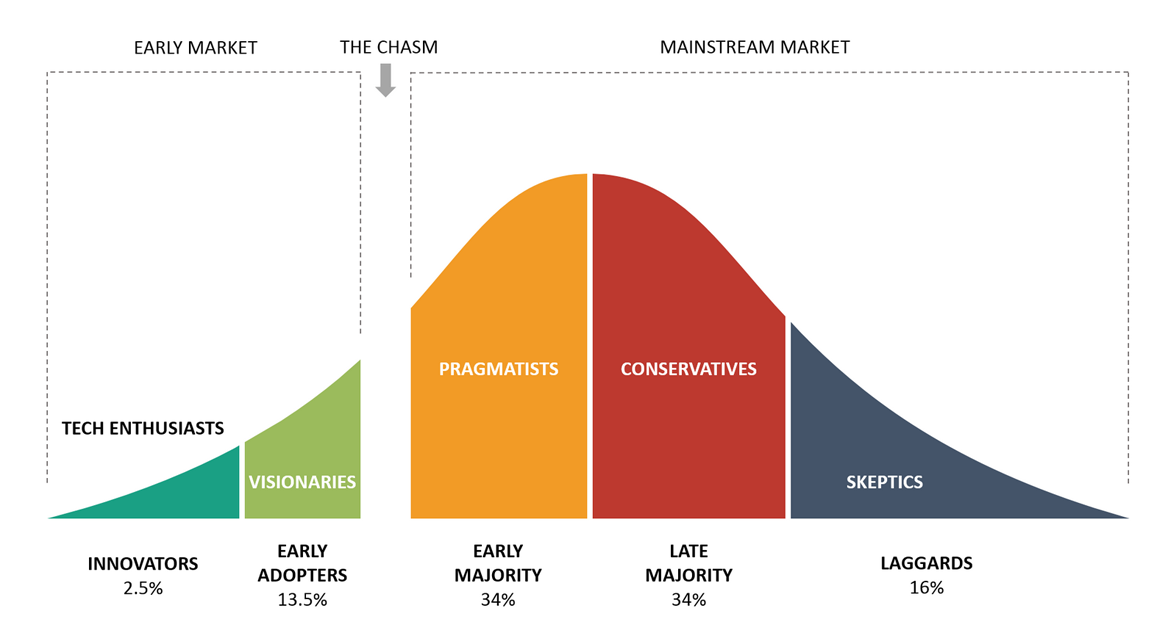 EARLY MARKET
THE CHASM
MAINSTREAM MARKET
PRAGMATISTS
CONSERVATIVES
TECH ENTHUSIASTS
VISIONARIES
SKEPTICS
INNOVATORS
2.5%
EARLY
ADOPTERS
13.5%
EARLY
MAJORITY
34%
LATE
MAJORITY
34%
LAGGARDS
16%